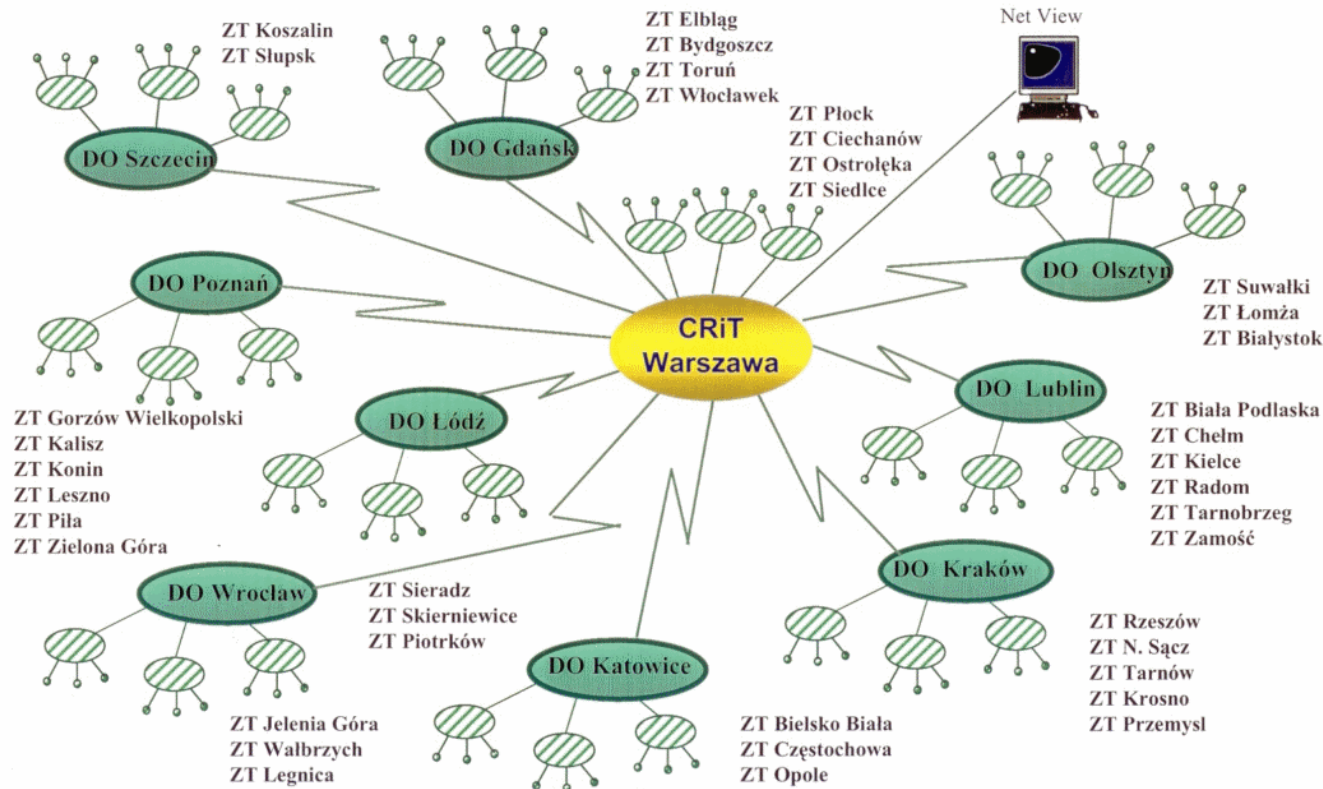 ZT Koszalin
ZT Słupsk
ZT Elbląg
ZT Bydgoszcz
ZT Toruń
ZT Włocławek
Net View
ZT Płock
ZT Ciechanów
ZT Ostrołęka
ZT Siedlce
DO Szczecin
DO Gdańsk
DO Poznań
DO Olsztyn
ZT Suwałki
ZT Łomża
ZT Białystok
CRiT
Warszawa
DO Łódź
DO Lublin
ZT Gorzów Wielkopolski
ZT Kalisz
ZT Konin
ZT Leszno
ZT Piła
ZT Zielona Góra
ZT Biała Podlaska
ZT Chełm
ZT Kielce
ZT Radom
ZT Tarnobrzeg
ZT Zamość
DO Wrocław
ZT Sieradz
ZT Skierniewice
ZT Piotrków
DO Kraków
ZT Rzeszów
ZT N. Sącz
ZT Tarnów
ZT Krosno
ZT Przemysl
DO Katowice
ZT Jelenia Góra
ZT Wałbrzych
ZT Legnica
ZT Bielsko Biała
ZT Częstochowa
ZT Opole